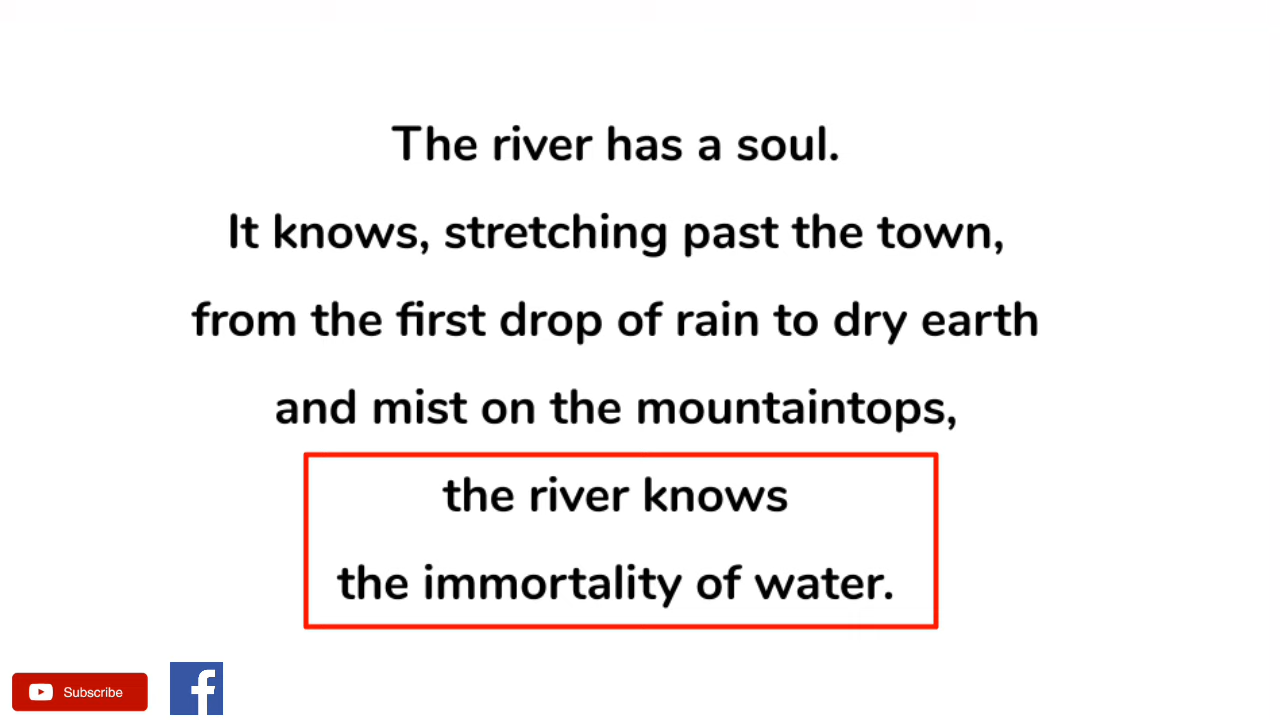 The river has a soul.
It knows, stretching past the town,
from the first drop of rain to dry earth
and mist on the mountaintops,
the river knows
the immortality of water.
Subscribe
f